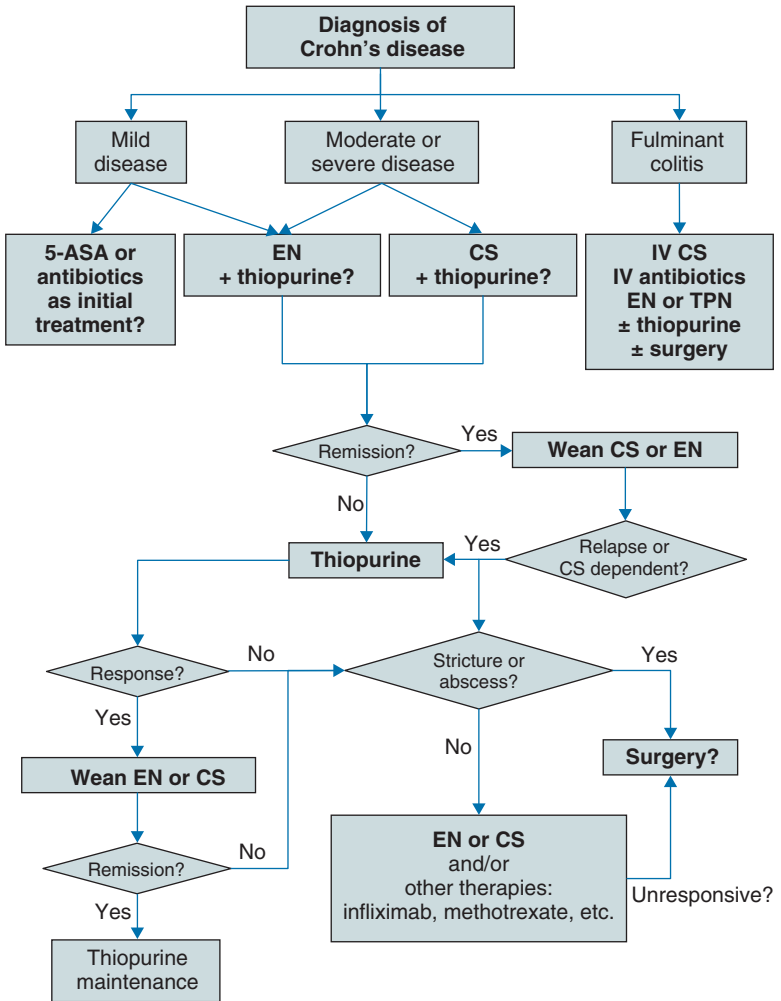 Diagnosis of
Crohn's disease
Mild
disease
Moderate or
severe disease
Fulminant
colitis
5-ASA or
antibiotics
as initial
treatment?
EN
+ thiopurine?
CS
+ thiopurine?
IV CS
IV antibiotics
EN or TPN
± thiopurine
± surgery
Remission?
Yes
Wean CS or EN
No
Thiopurine
Yes
Relapse or
CS dependent?
Response?
No
Stricture or
abscess?
Yes
Yes
No
Surgery?
Wean EN or CS
Remission?
No
EN or CS
and/or
other therapies:
infliximab, methotrexate, etc.
Unresponsive?
Yes
Thiopurine
maintenance